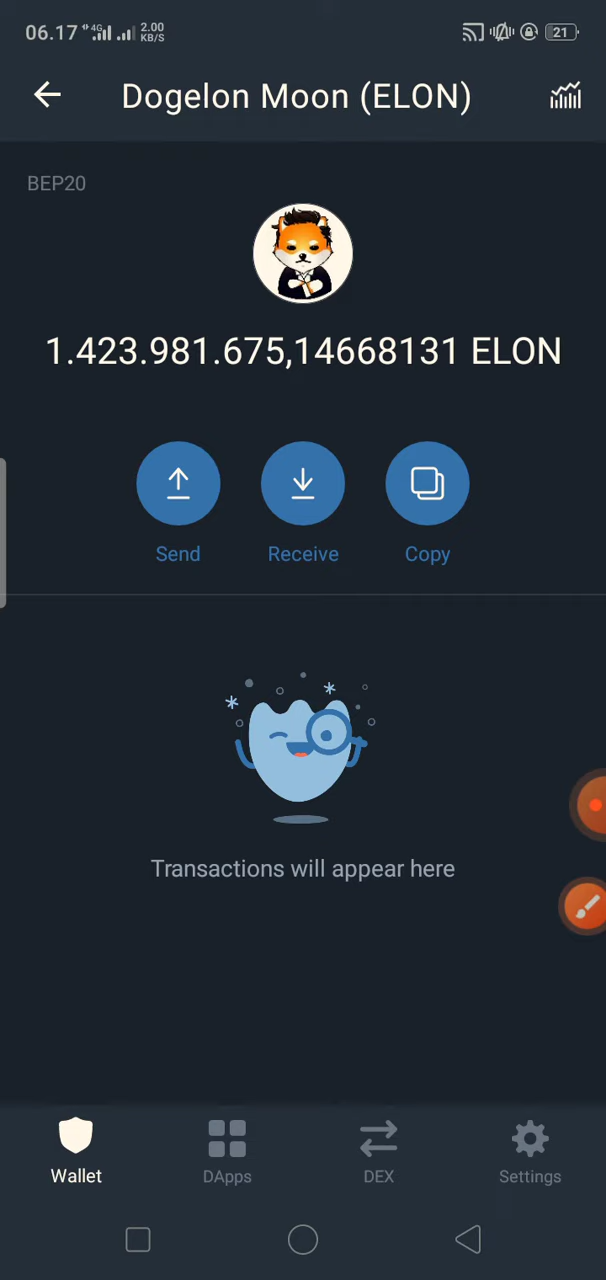 06.17 4G 2.00 KB/S 21
Dogelon Moon (ELON)
BEP20
1.423.981.675,14668131 ELON
Send Receive Copy
Transactions will appear here
Wallet DApps DEX Settings